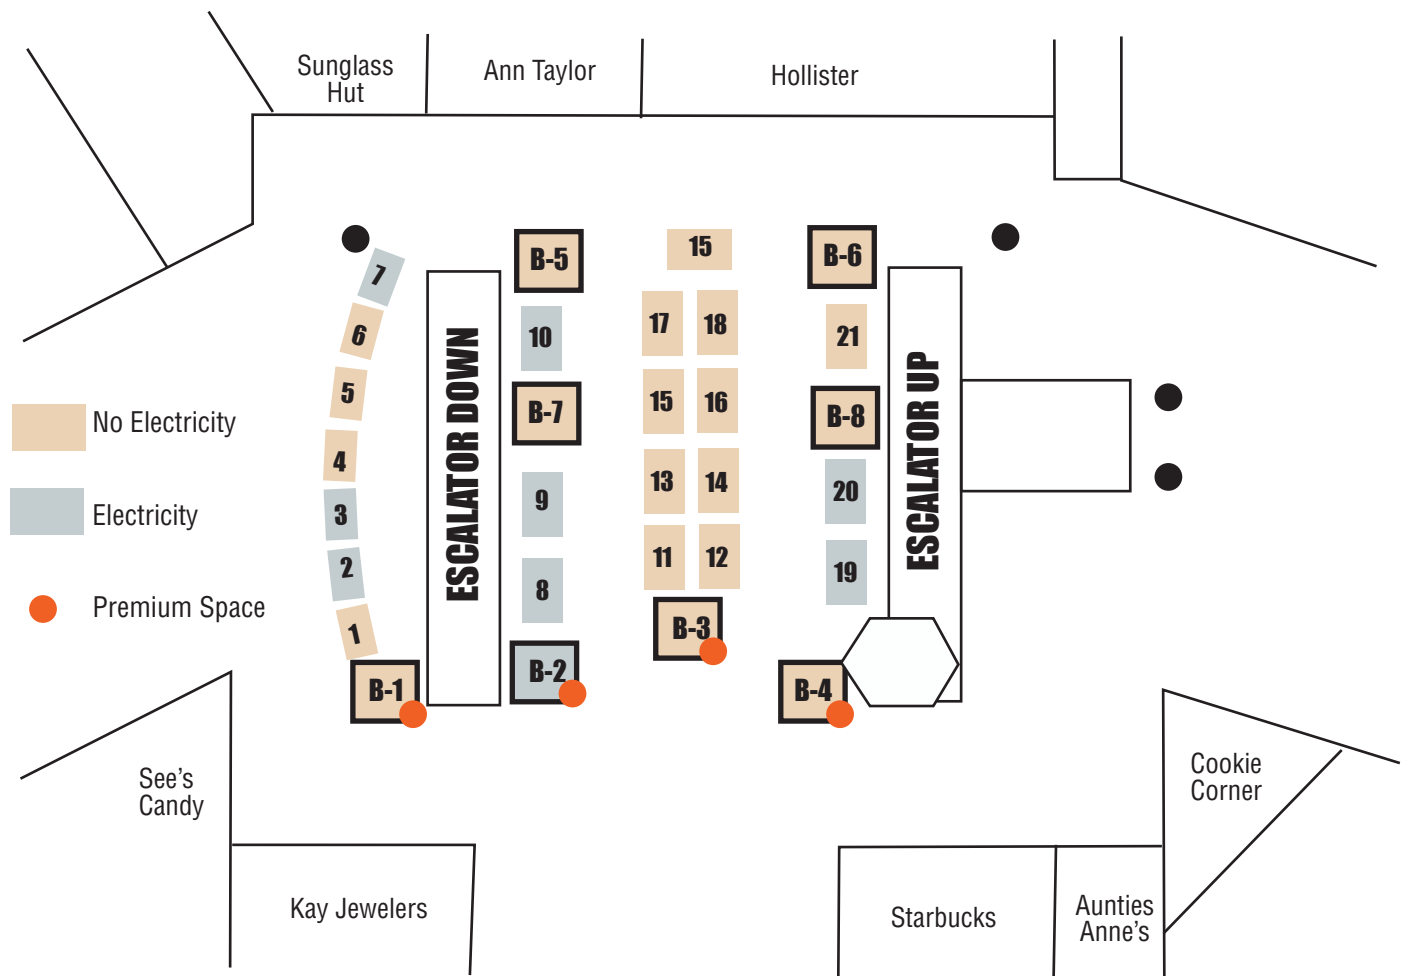 Sunglass
Hut
Ann Taylor
Hollister
7
6
5
4
3
2
1
B-1
ESCALATOR DOWN
B-5
10
B-7
9
8
B-2
15
17 18
15 16
13 14
11 12
B-3
B-6
21
B-8
20
19
B-4
ESCALATOR UP
No Electricity
Electricity
Premium Space
See's
Candy
Kay Jewelers
Starbucks
Aunties
Anne's
Cookie
Corner